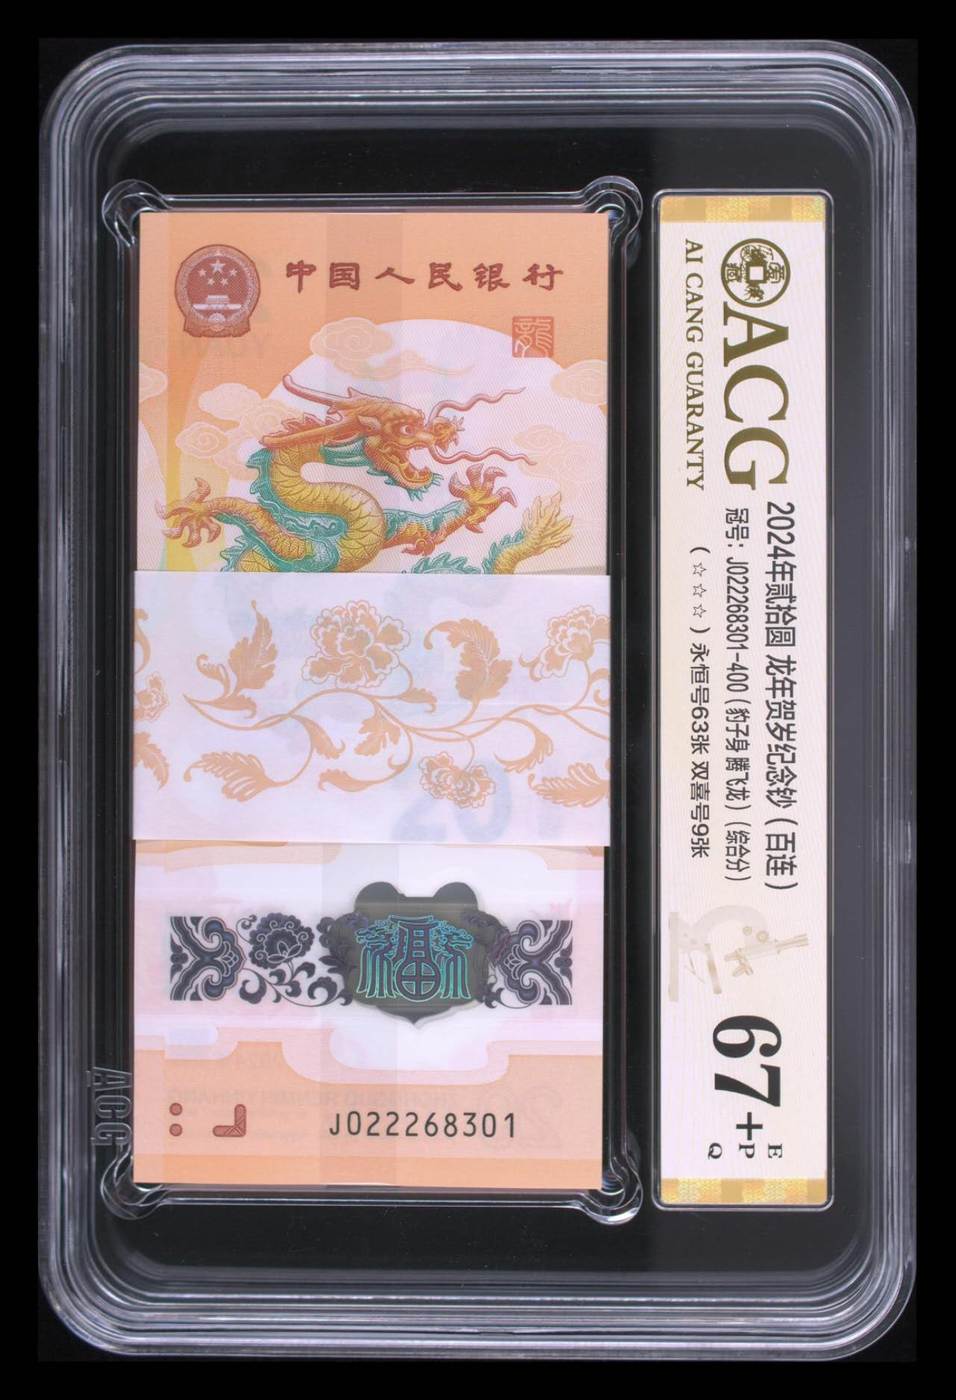 中国人民银行
龍
福
J022268301
ACG
ACG
AI CANG GUARANTY
2024年贰拾圆 龙年贺岁纪念钞（百连）
冠号：J022268301-400（豹子身 腾飞龙）（综合分）
（☆☆☆）永恒号63张 双喜号9张
67+
E
P
Q